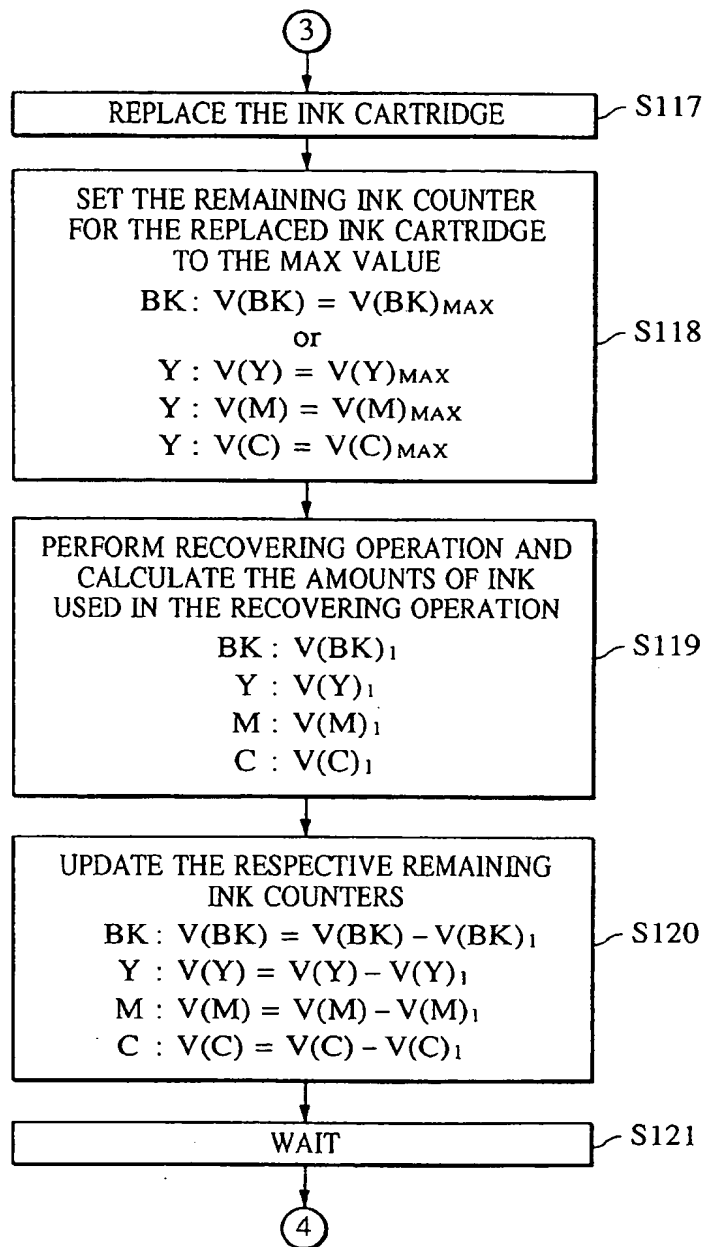 3
REPLACE THE INK CARTRIDGE
S117
SET THE REMAINING INK COUNTER
FOR THE REPLACED INK CARTRIDGE
TO THE MAX VALUE
BK : V(BK) = V(BK)MAX
or
Y : V(Y) = V(Y)MAX
Y : V(M) = V(M)MAX
Y : V(C) = V(C)MAX
S118
PERFORM RECOVERING OPERATION AND
CALCULATE THE AMOUNTS OF INK
USED IN THE RECOVERING OPERATION
BK : V(BK)1
Y : V(Y)1
M : V(M)1
C : V(C)1
S119
UPDATE THE RESPECTIVE REMAINING
INK COUNTERS
BK : V(BK) = V(BK) – V(BK)1
Y : V(Y) = V(Y) – V(Y)1
M : V(M) = V(M) – V(M)1
C : V(C) = V(C) – V(C)1
S120
WAIT
S121
4